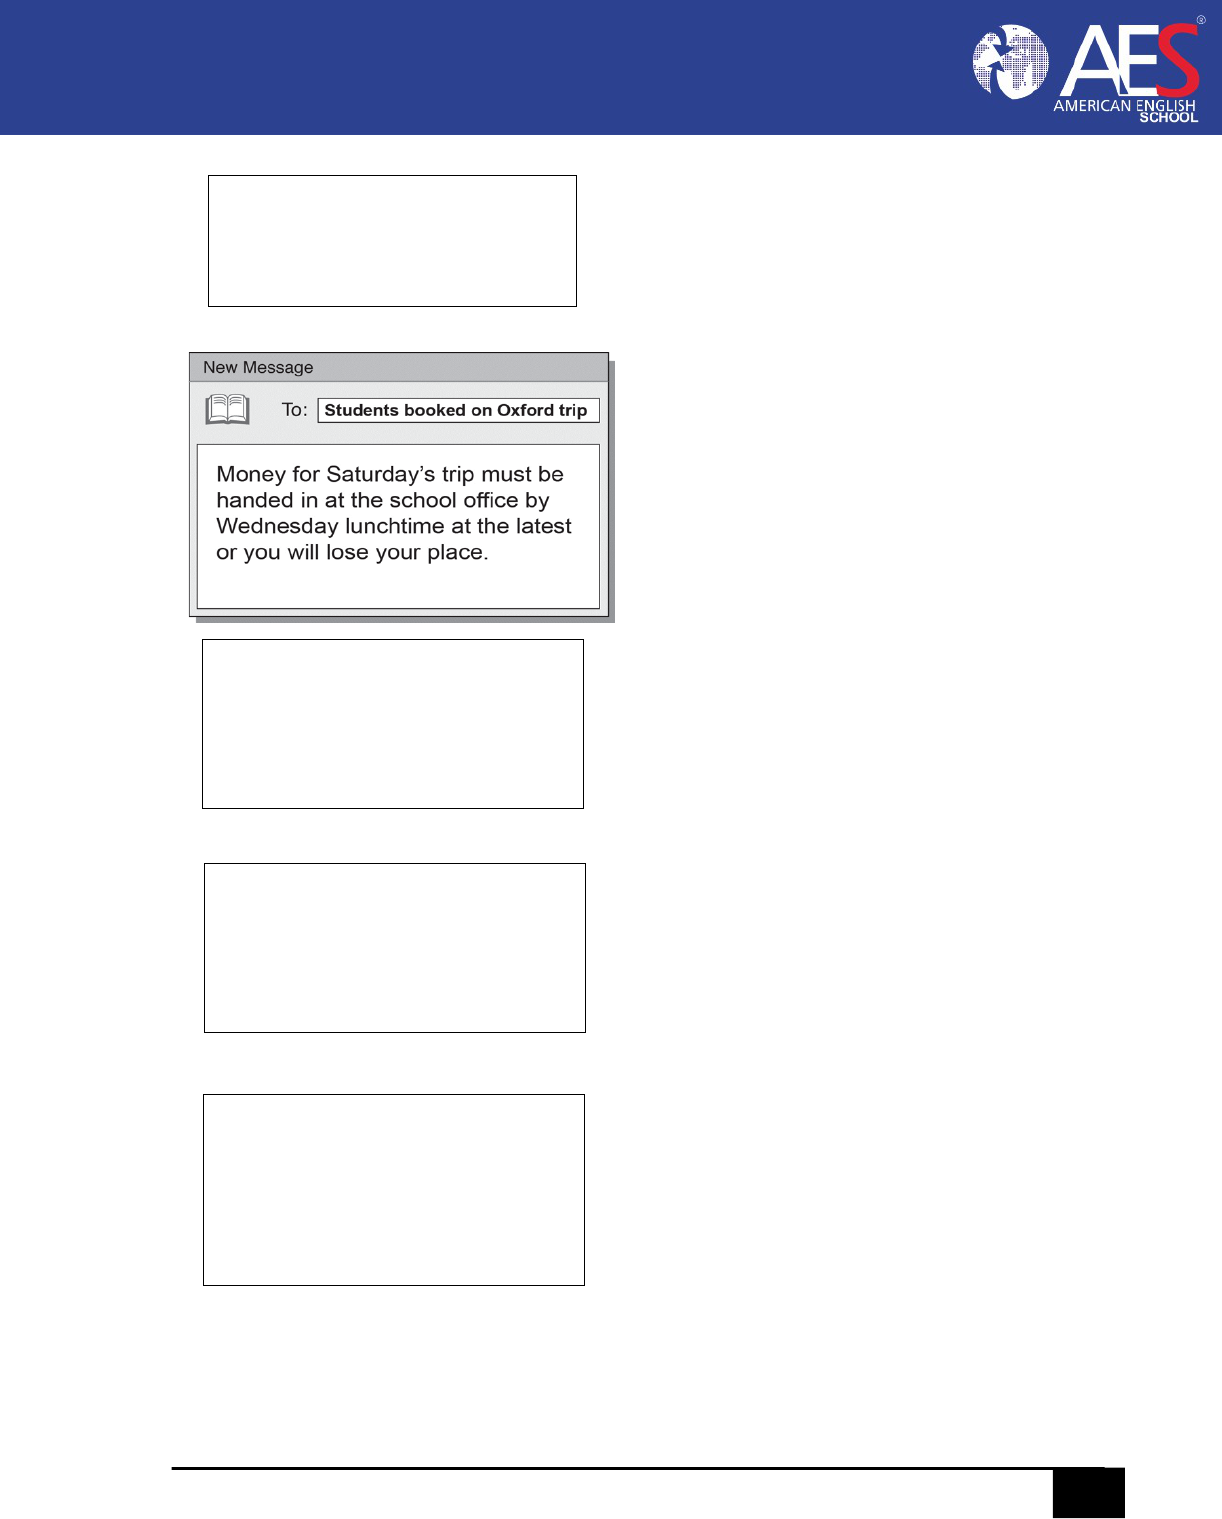 AES®
AMERICAN ENGLISH
SCHOOL
New Message
To: Students booked on Oxford trip
Money for Saturday’s trip must be
handed in at the school office by
Wednesday lunchtime at the latest
or you will lose your place.